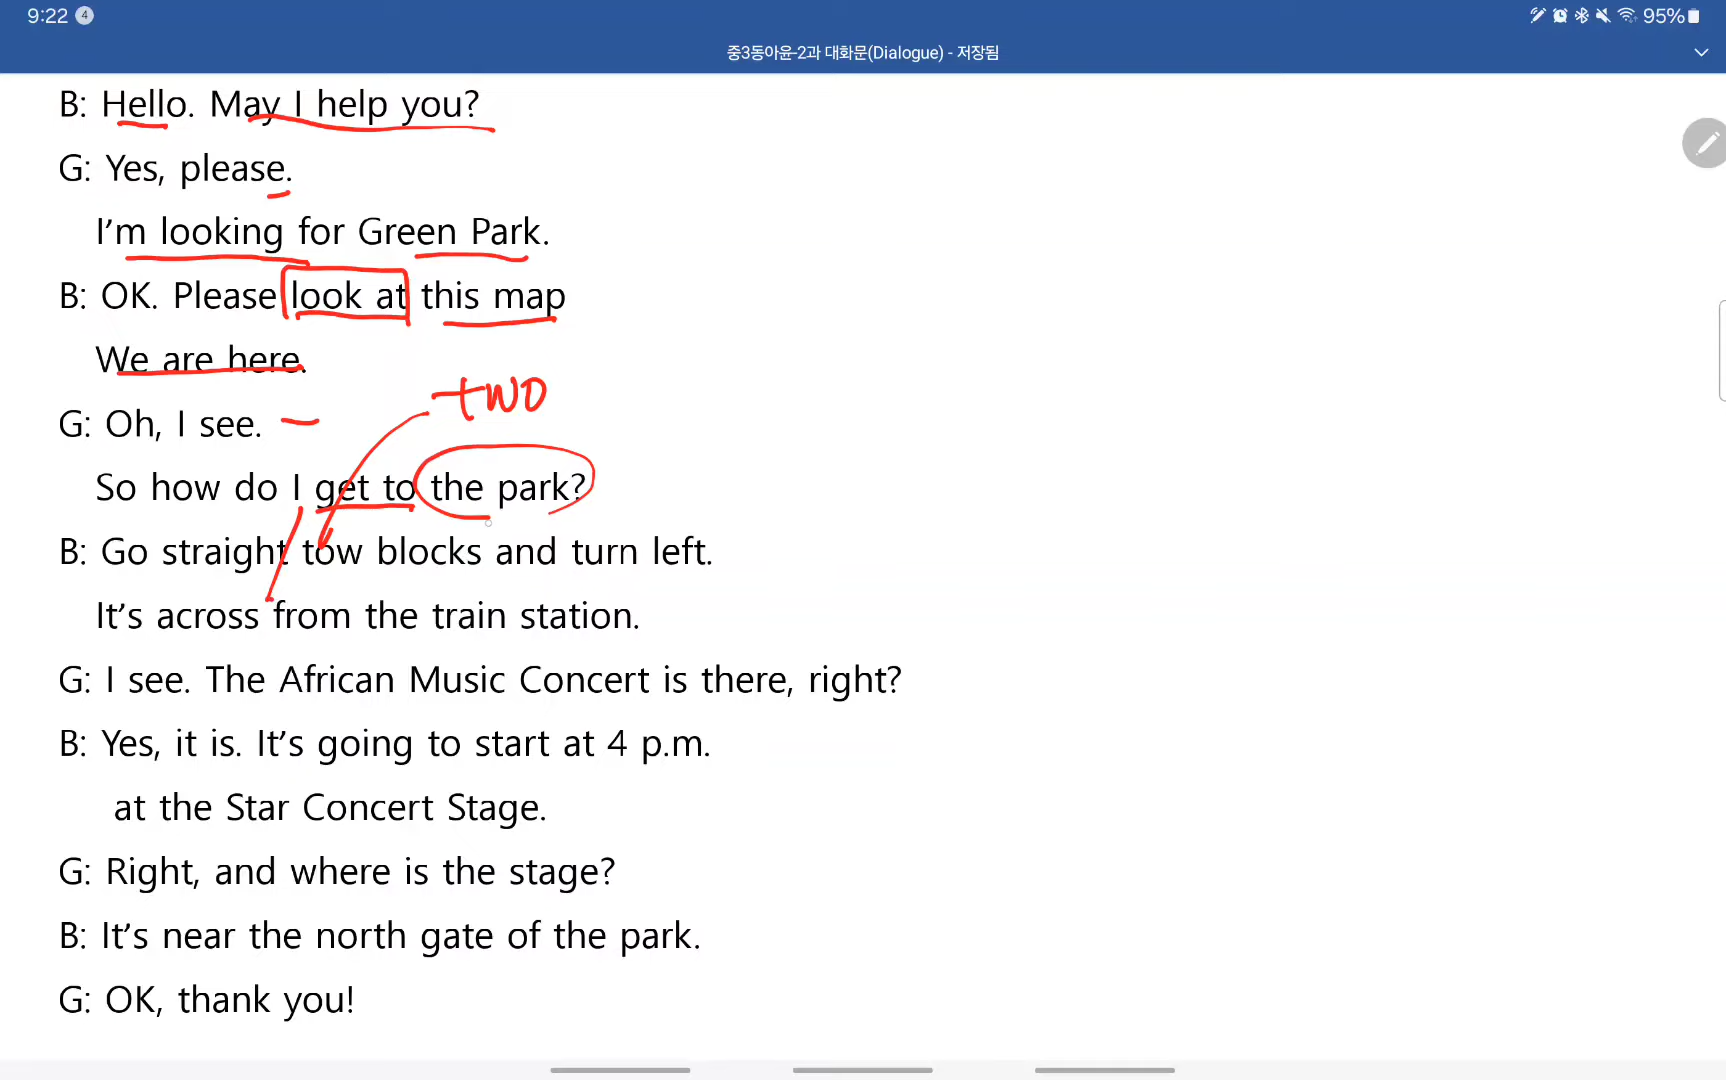 9:22 4 95%
중3동아윤-2과 대화문(Dialogue) - 저장됨
B: Hello. May I help you?
G: Yes, please.
I’m looking for Green Park.
B: OK. Please look at this map
We are here.
two
G: Oh, I see.
So how do I get to the park?
B: Go straight tow blocks and turn left.
It’s across from the train station.
G: I see. The African Music Concert is there, right?
B: Yes, it is. It’s going to start at 4 p.m.
at the Star Concert Stage.
G: Right, and where is the stage?
B: It’s near the north gate of the park.
G: OK, thank you!